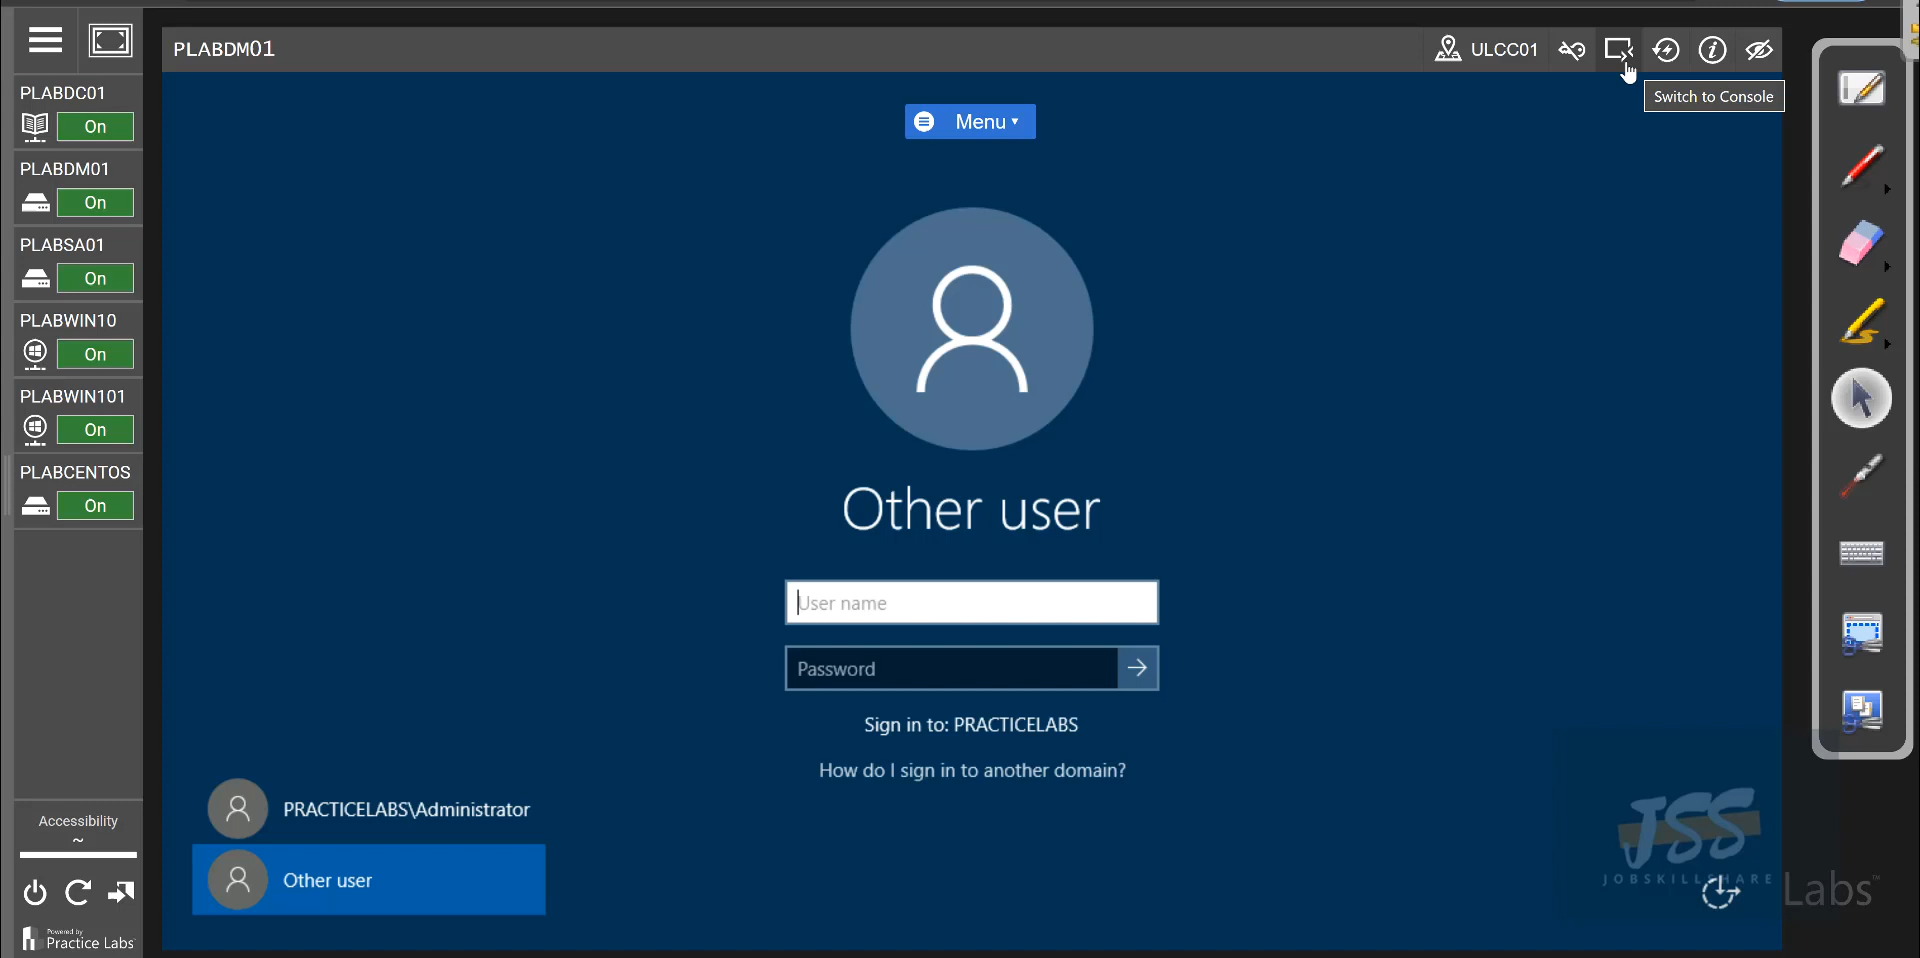 PLABDM01
ULCC01
Switch to Console
Menu
PLABDC01
On
PLABDM01
On
PLABSA01
On
PLABWIN10
On
PLABWIN101
On
PLABCENTOS
On
Other user
User name
Password
Sign in to: PRACTICELABS
How do I sign in to another domain?
PRACTICELABS\Administrator
Other user
Accessibility
~
Powered by
Practice Labs
JSS
JOBSKILLSHARE
Labs™